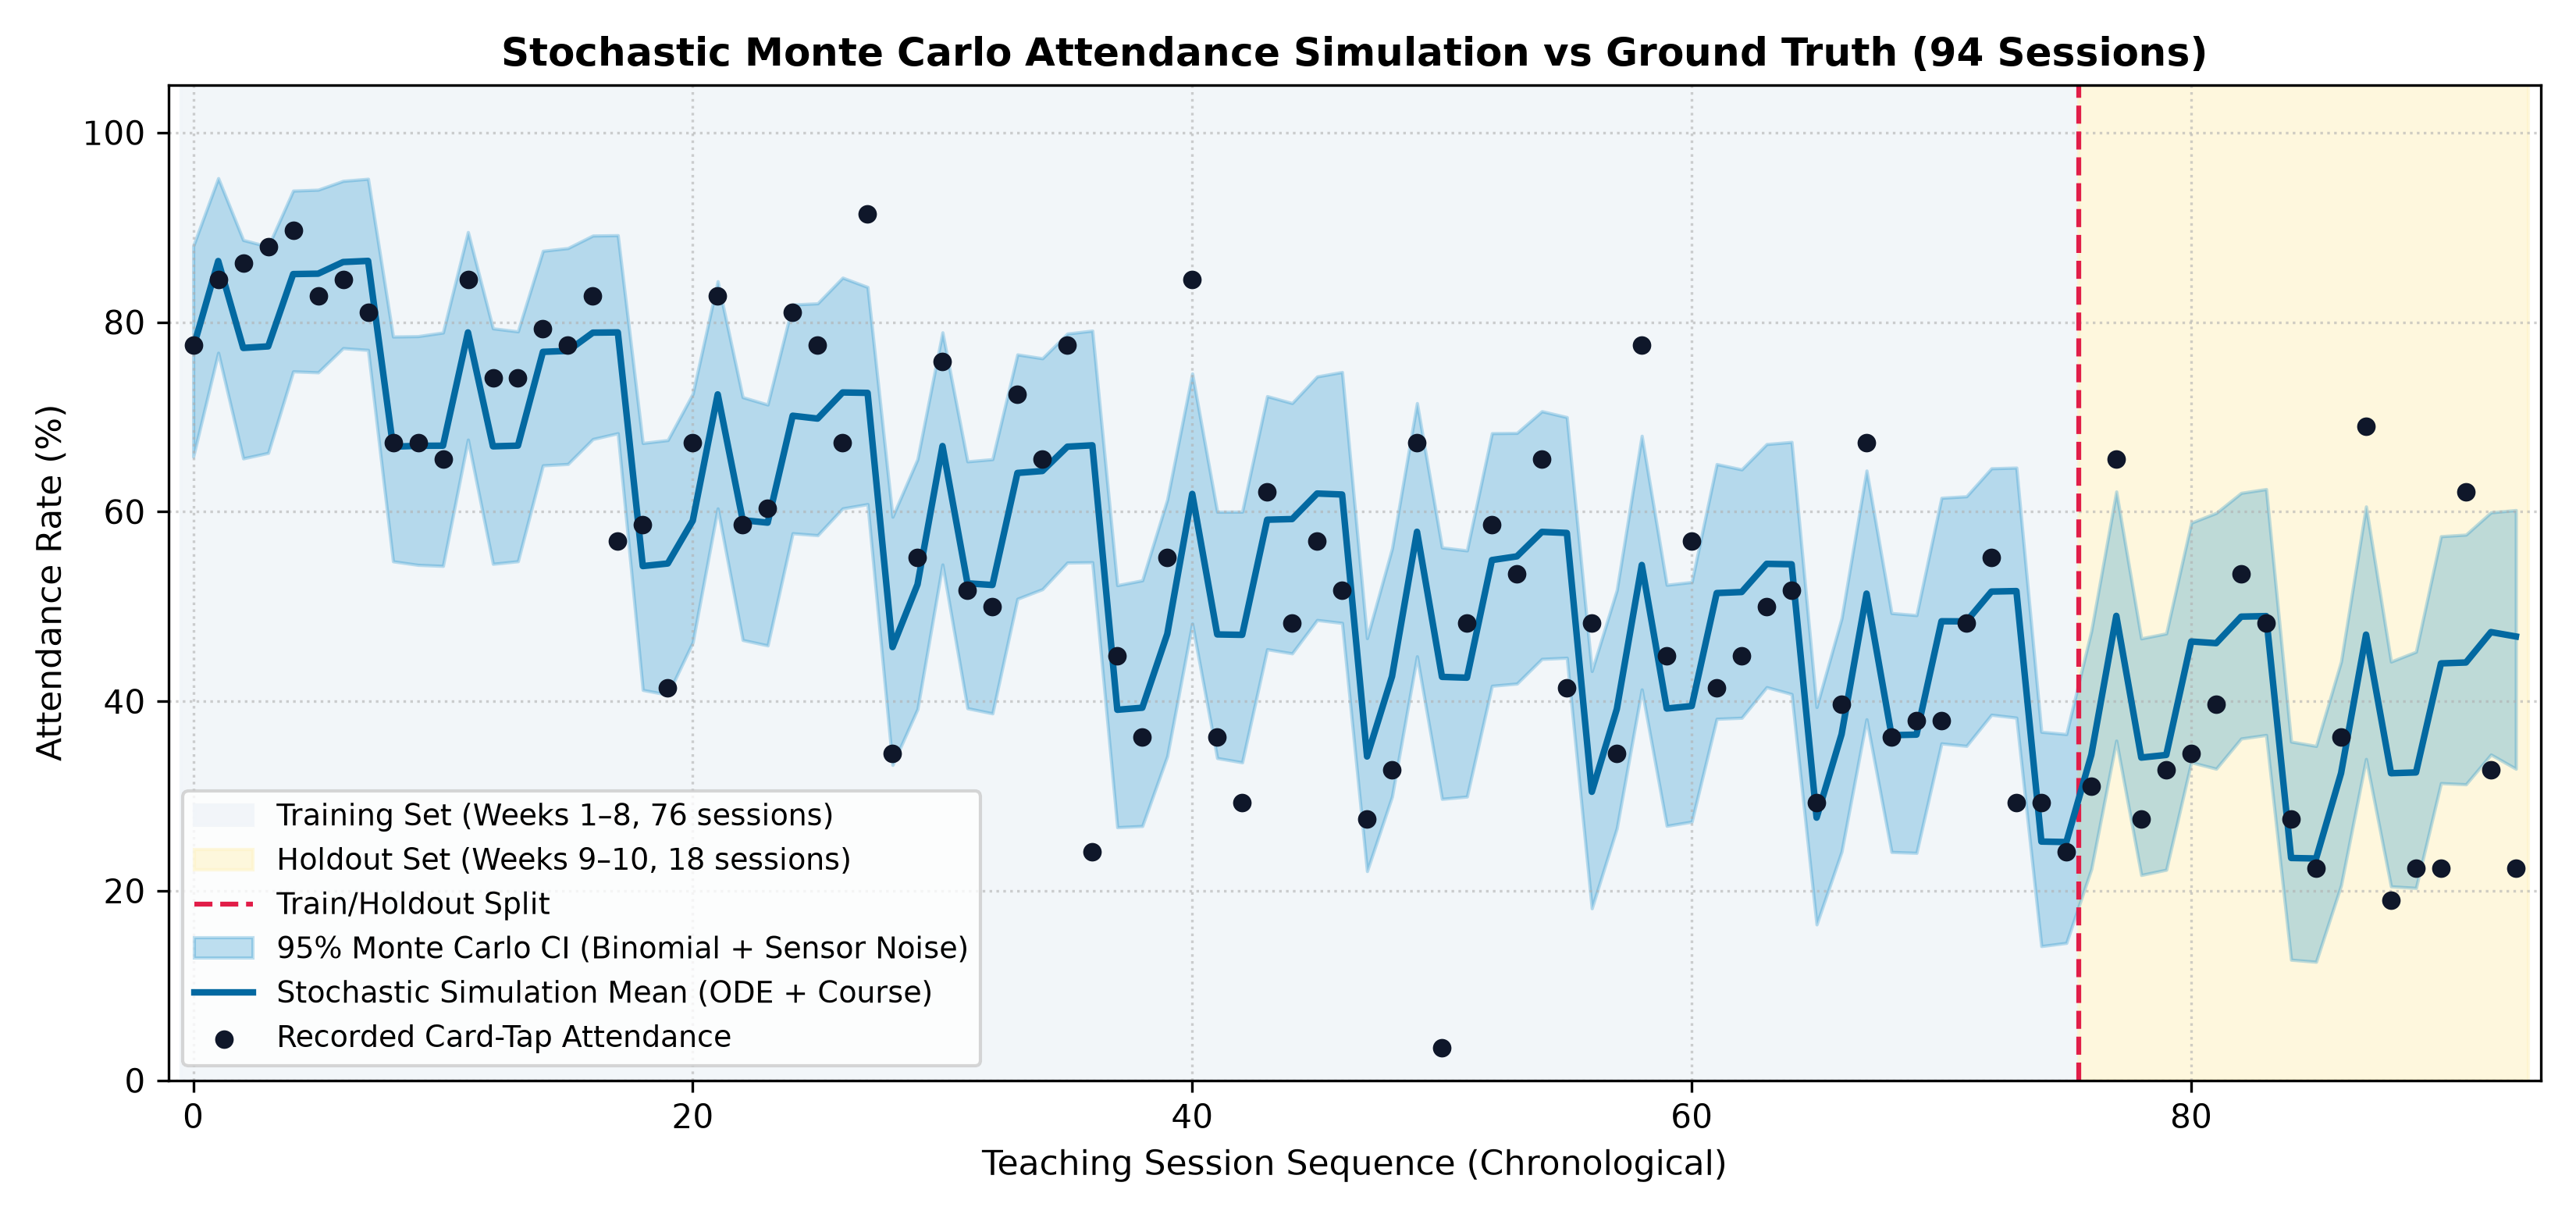 Stochastic Monte Carlo Attendance Simulation vs Ground Truth (94 Sessions)
Attendance Rate (%)
100
80
60
40
20
0
Training Set (Weeks 1–8, 76 sessions)
Holdout Set (Weeks 9–10, 18 sessions)
Train/Holdout Split
95% Monte Carlo CI (Binomial + Sensor Noise)
Stochastic Simulation Mean (ODE + Course)
Recorded Card-Tap Attendance
0 20 40 60 80
Teaching Session Sequence (Chronological)